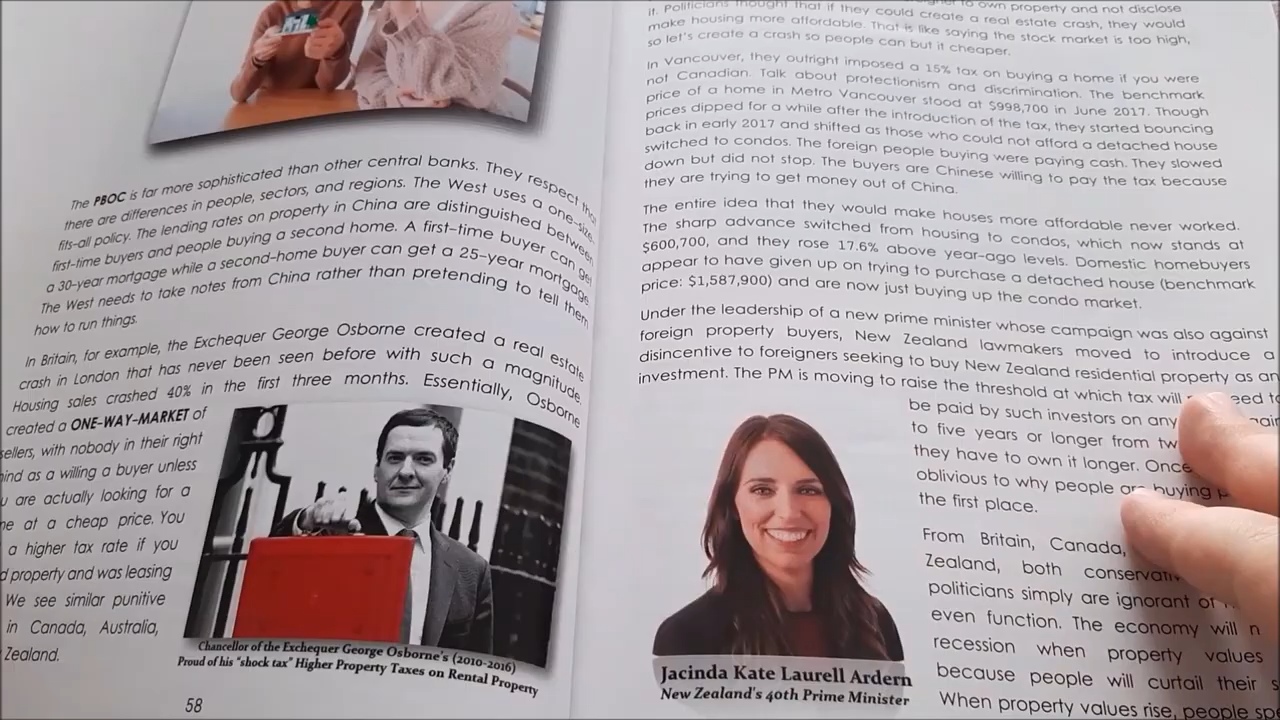 The PBOC is far more sophisticated than other central banks. They respect that
there are differences in people, sectors, and regions. The West uses a one-size-
fits-all policy. The lending rates on property in China are distinguished between
first-time buyers and people buying a second home. A first-time buyer can get
a 30-year mortgage while a second-home buyer can get a 25-year mortgage.
The West needs to take notes from China rather than pretending to tell them
how to run things.
In Britain, for example, the Exchequer George Osborne created a real estate
crash in London that has never been seen before with such a magnitude.
Housing sales crashed 40% in the first three months. Essentially, Osborne
created a ONE-WAY-MARKET of
sellers, with nobody in their right
mind as a willing a buyer unless
are actually looking for a
at a cheap price. You
a higher tax rate if you
property and was leasing
We see similar punitive
in Canada, Australia,
Zealand.
Chancellor of the Exchequer George Osborne's (2010-2016)
Proud of his "shock tax" Higher Property Taxes on Rental Property
58
to own property and not disclose
it. Politicians thought that if they could create a real estate crash, they would
make housing more affordable. That is like saying the stock market is too high,
so let's create a crash so people can but it cheaper.
In Vancouver, they outright imposed a 15% tax on buying a home if you were
not Canadian. Talk about protectionism and discrimination. The benchmark
price of a home in Metro Vancouver stood at $998,700 in June 2017. Though
prices dipped for a while after the introduction of the tax, they started bouncing
back in early 2017 and shifted as those who could not afford a detached house
switched to condos. The foreign people buying were paying cash. They slowed
down but did not stop. The buyers are Chinese willing to pay the tax because
they are trying to get money out of China.
The entire idea that they would make houses more affordable never worked.
The sharp advance switched from housing to condos, which now stands at
$600,700, and they rose 17.6% above year-ago levels. Domestic homebuyers
appear to have given up on trying to purchase a detached house (benchmark
price: $1,587,900) and are now just buying up the condo market.
Under the leadership of a new prime minister whose campaign was also against
foreign property buyers, New Zealand lawmakers moved to introduce a
disincentive to foreigners seeking to buy New Zealand residential property as an
investment. The PM is moving to raise the threshold at which tax will need to
be paid by such investors on any
to five years or longer from
they have to own it longer. Once
oblivious to why people are buying
the first place.
From Britain, Canada,
Zealand, both
politicians simply are ignorant of
even function. The economy will
recession when property values
because people will curtail their
When property values rise, people
Jacinda Kate Laurell Ardern
New Zealand's 40th Prime Minister